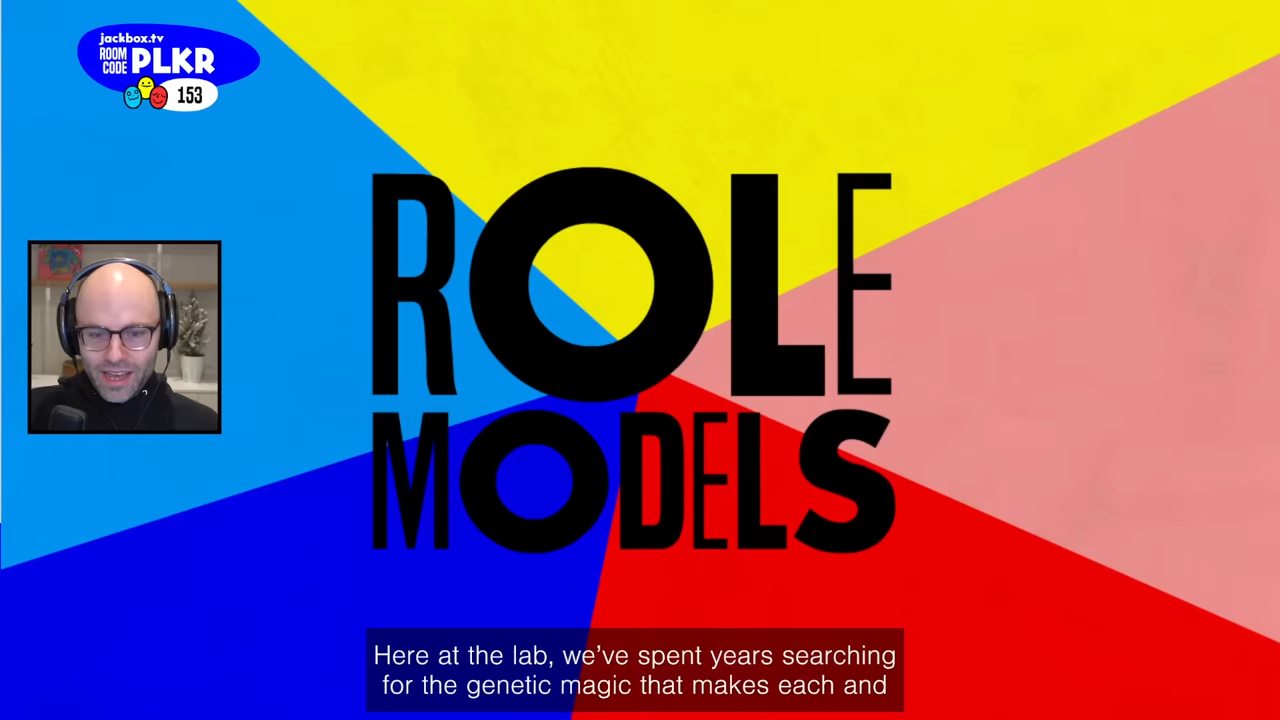 jackbox.tv
ROOM
CODE
PLKR
153
ROLE
MODELS
Here at the lab, we've spent years searching
for the genetic magic that makes each and